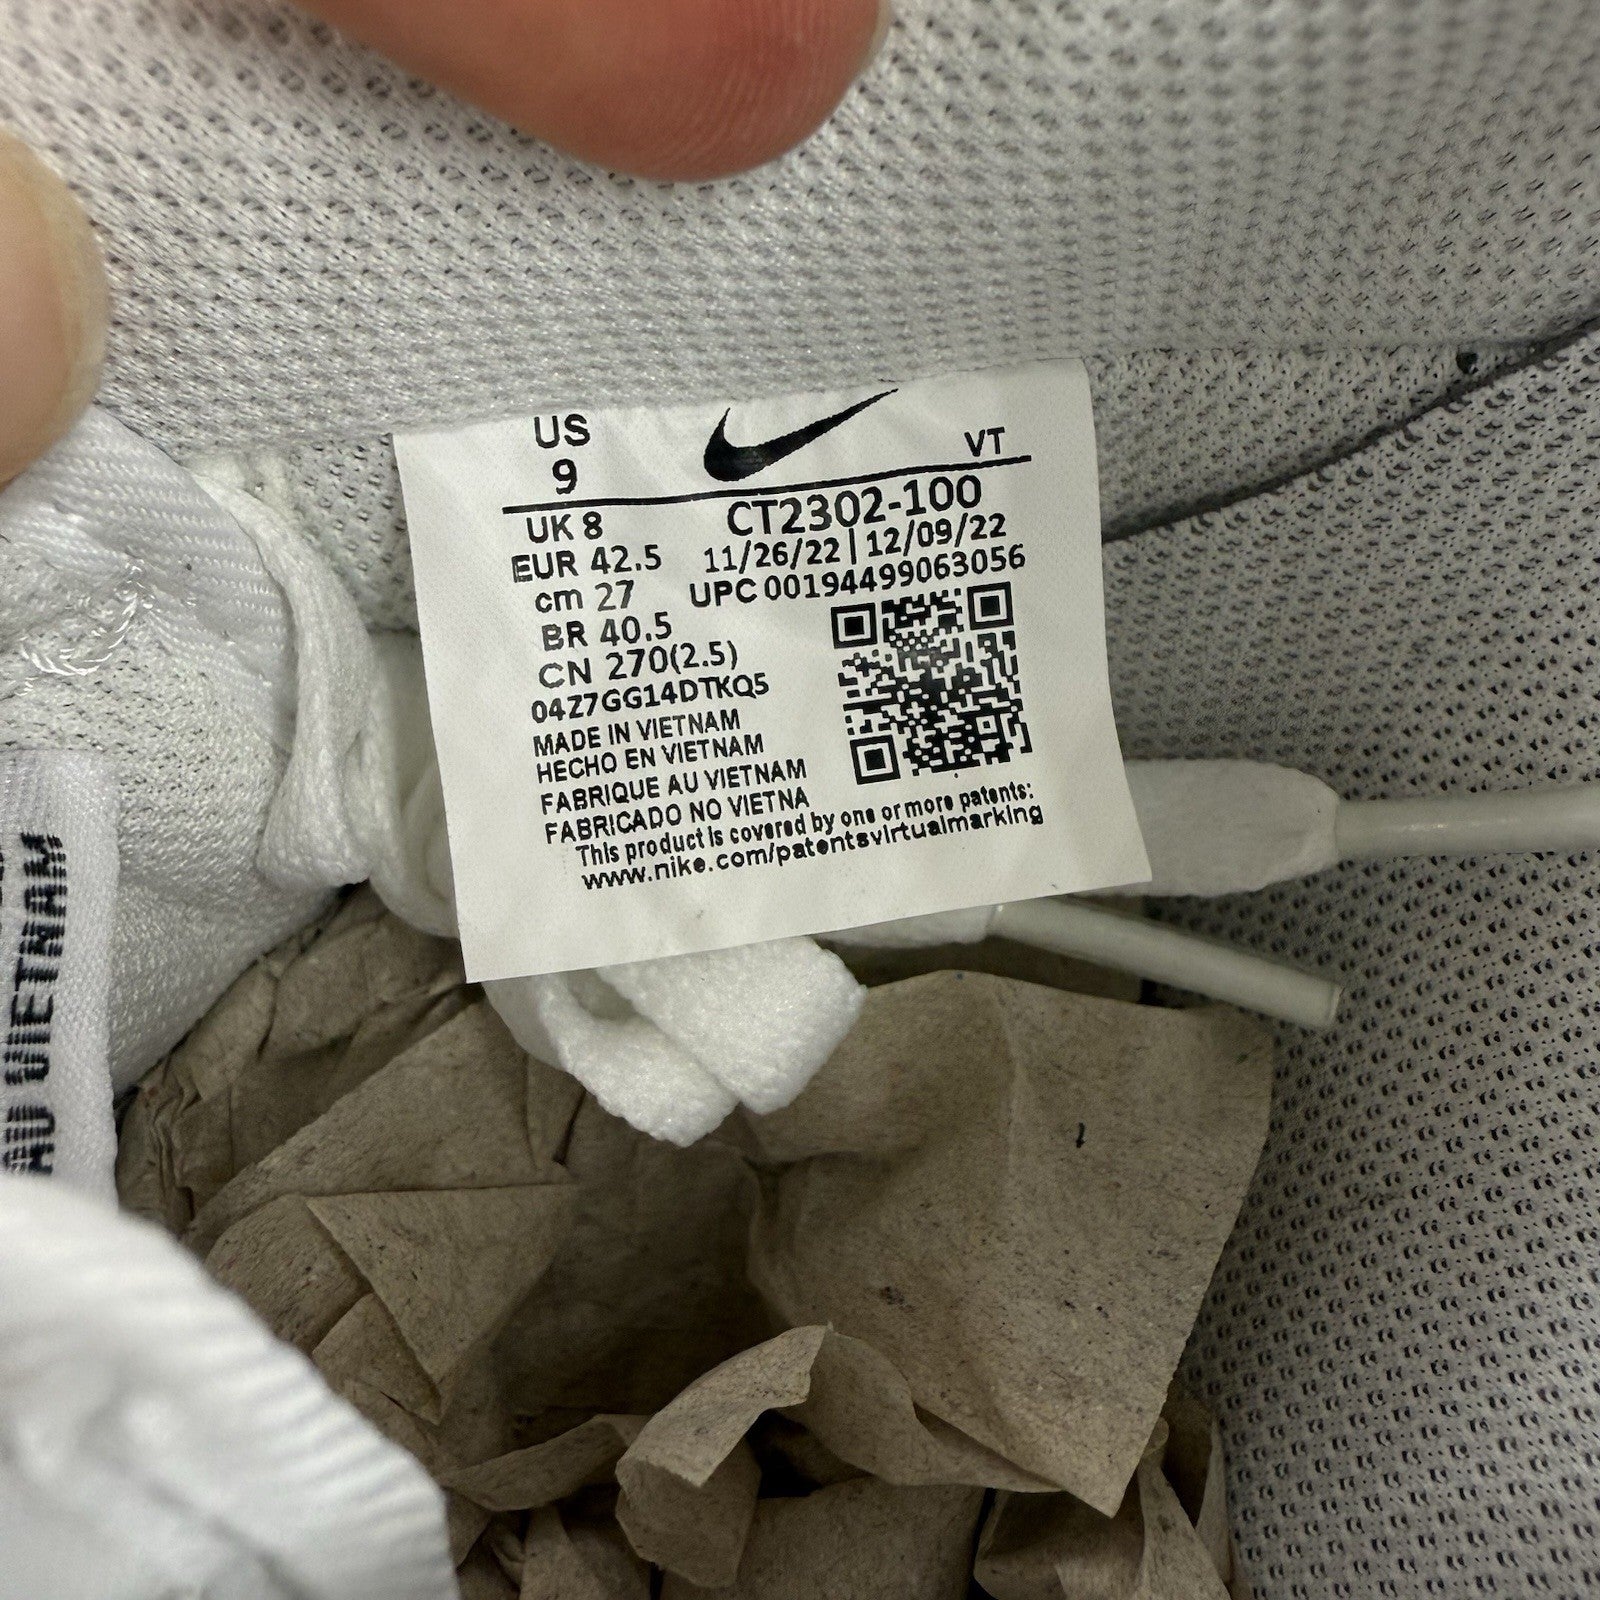 US
9
VT
UK 8
CT2302-100
EUR 42.5
11/26/22 | 12/09/22
cm 27
UPC 00194499063056
BR 40.5
CN 270(2.5)
04Z7GG14DTKQ5
MADE IN VIETNAM
HECHO EN VIETNAM
FABRIQUE AU VIETNAM
FABRICADO NO VIETNA
This product is covered by one or more patents:
www.nike.com/patentsvirtualmarking
AU VIETNAM